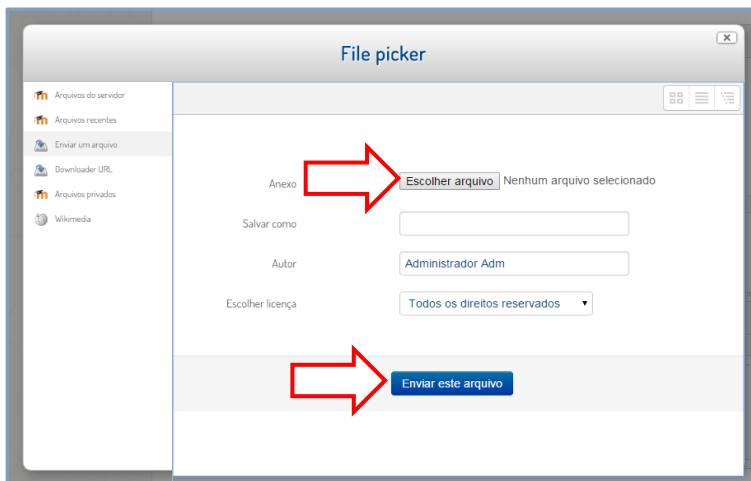 File picker
Arquivos do servidor
Arquivos recentes
Enviar um arquivo
Downloader URL
Arquivos privados
Wikimedia
Anexo Escolher arquivo Nenhum arquivo selecionado
Salvar como
Autor Administrador Adm
Escolher licença Todos os direitos reservados
Enviar este arquivo